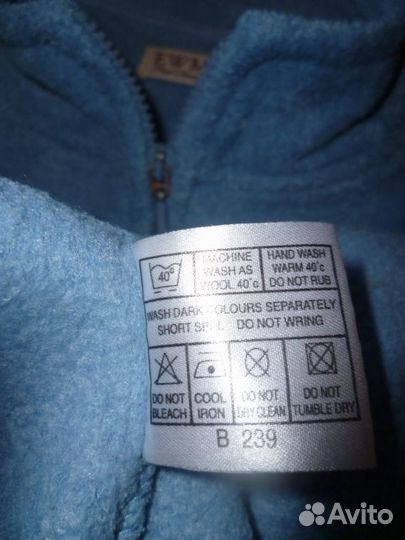 40°
MACHINE
WASH AS
WOOL 40°c
HAND WASH
WARM 40°c
DO NOT RUB
WASH DARK COLOURS SEPARATELY
SHORT SPIN DO NOT WRING
DO NOT
BLEACH
COOL
IRON
DO NOT
DRY CLEAN
DO NOT
TUMBLE DRY
B 239
Avito